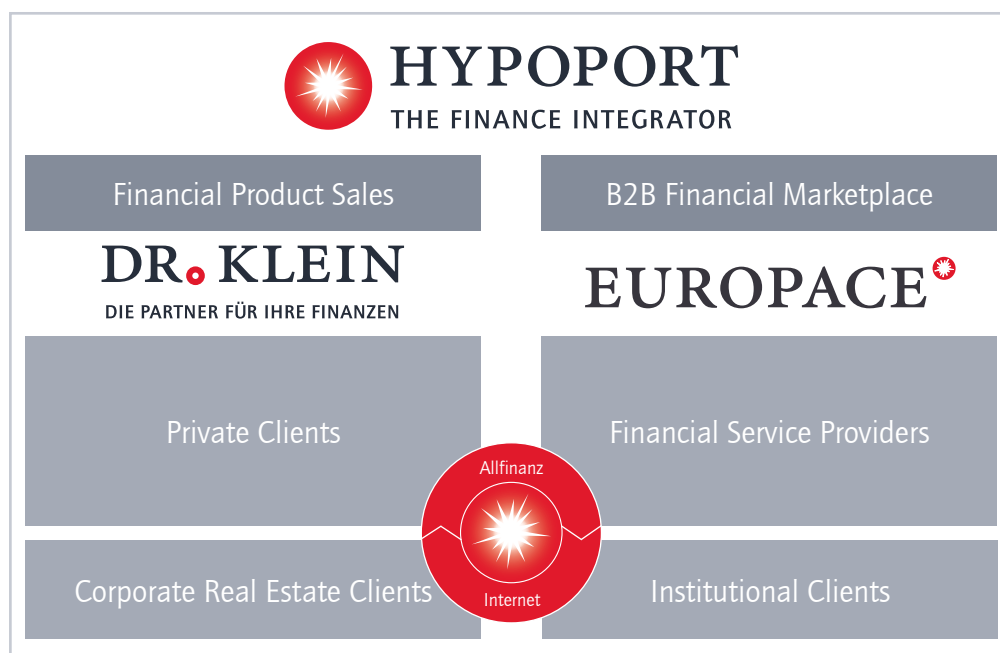 HYPOPORT
THE FINANCE INTEGRATOR
Financial Product Sales
B2B Financial Marketplace
DR. KLEIN
DIE PARTNER FÜR IHRE FINANZEN
EUROPACE
Private Clients
Financial Service Providers
Allfinanz
Internet
Corporate Real Estate Clients
Institutional Clients